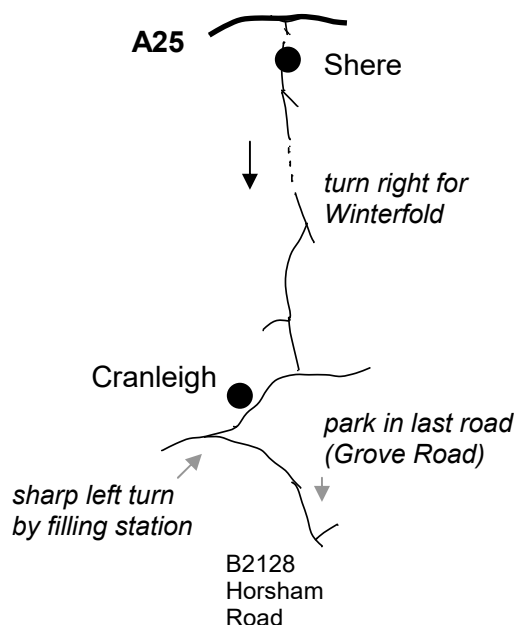 A25
Shere
turn right for
Winterfold
Cranleigh
park in last road
(Grove Road)
sharp left turn
by filling station
B2128
Horsham
Road